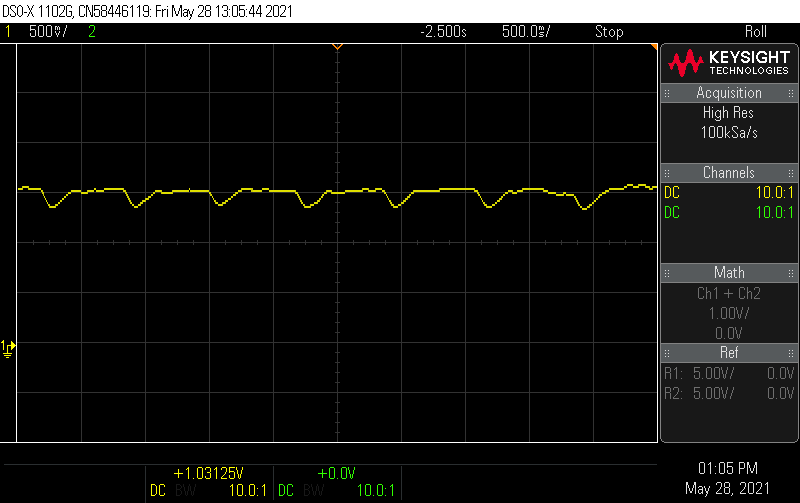 DSO-X 1102G, CN58446119: Fri May 28 13:05:44 2021
1 500mV/ 2 -2.500s 500.0ms/ Stop Roll
KEYSIGHT
TECHNOLOGIES
Acquisition
High Res
100kSa/s
Channels
DC 10.0:1
DC 10.0:1
Math
Ch1 + Ch2
1.00V/
0.0V
1
Ref
R1: 5.00V/ 0.0V
R2: 5.00V/ 0.0V
+1.03125V +0.0V
DC BW 10.0:1 DC BW 10.0:1
01:05 PM
May 28, 2021